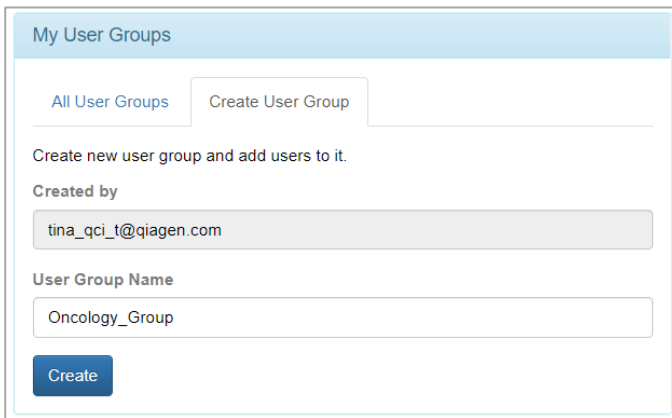 My User Groups
All User Groups
Create User Group
Create new user group and add users to it.
Created by
tina_qci_t@qiagen.com
User Group Name
Oncology_Group
Create